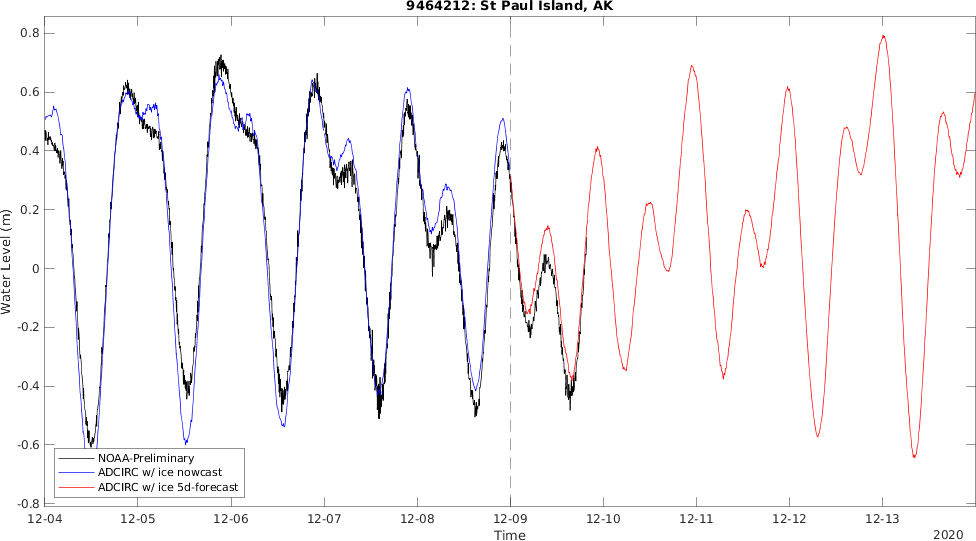 9464212: St Paul Island, AK
0.8
0.6
0.4
0.2
0
-0.2
-0.4
-0.6
-0.8
Water Level (m)
NOAA-Preliminary
ADCIRC w/ ice nowcast
ADCIRC w/ ice 5d-forecast
12-04 12-05 12-06 12-07 12-08 12-09 12-10 12-11 12-12 12-13
Time
2020